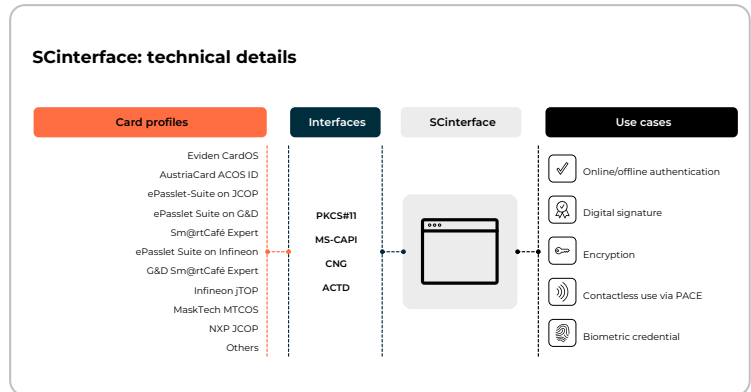 SCinterface: technical details
Card profiles
Interfaces
SCinterface
Use cases
Eviden CardOS
AustriaCard ACOS ID
ePasslet-Suite on JCOP
ePasslet Suite on G&D
Sm@rtCafé Expert
ePasslet Suite on Infineon
G&D Sm@rtCafé Expert
Infineon jTOP
MaskTech MTCOS
NXP JCOP
Others
PKCS#11
MS-CAPI
CNG
ACTD
Online/offline authentication
Digital signature
Encryption
Contactless use via PACE
Biometric credential